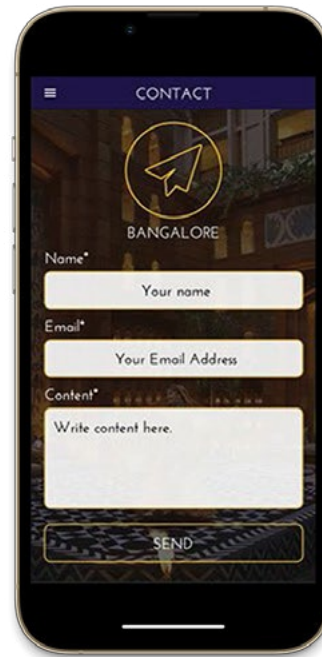 CONTACT
BANGALORE
Name*
Your name
Email*
Your Email Address
Content*
Write content here.
SEND